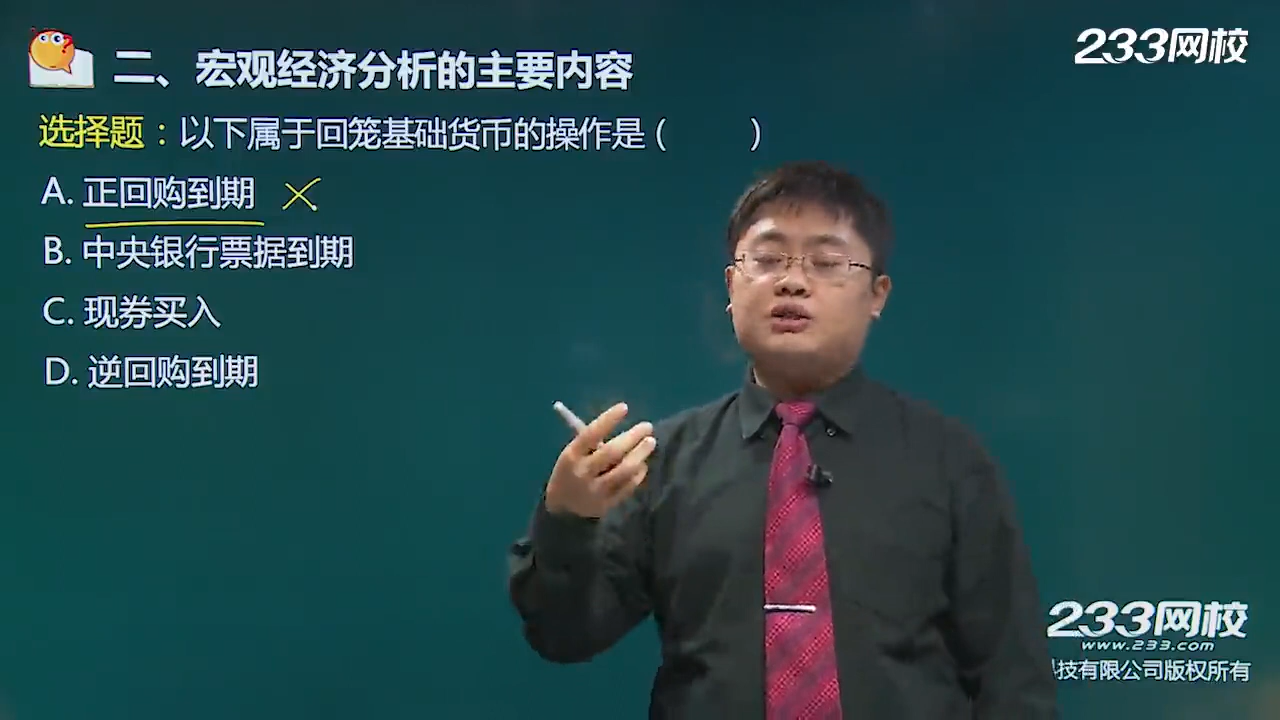 233网校
二、宏观经济分析的主要内容
选择题：以下属于回笼基础货币的操作是（ ）
A. 正回购到期
B. 中央银行票据到期
C. 现券买入
D. 逆回购到期
233网校
www.233.com
科技有限公司版权所有